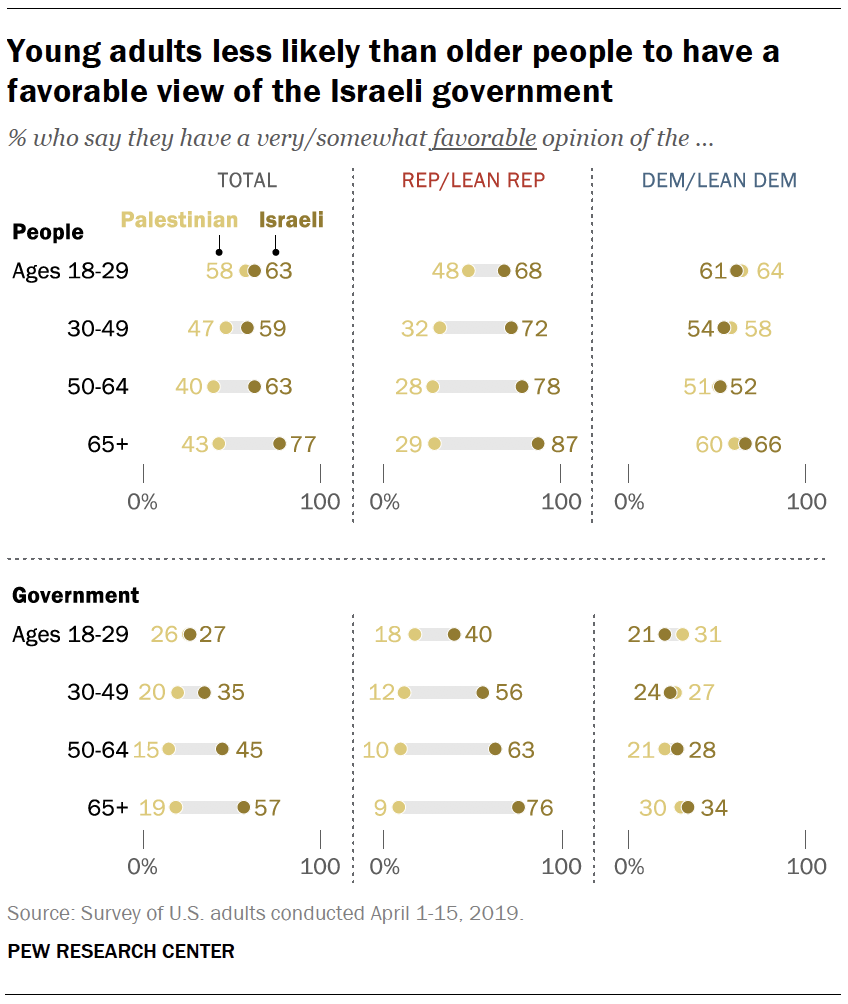 Young adults less likely than older people to have a
favorable view of the Israeli government
% who say they have a very/somewhat favorable opinion of the ...
TOTAL REP/LEAN REP DEM/LEAN DEM
Palestinian Israeli
People
Ages 18-29 58 63 48 68 61 64
30-49 47 59 32 72 54 58
50-64 40 63 28 78 51 52
65+ 43 77 29 87 60 66
0% 100 0% 100 0% 100
Government
Ages 18-29 26 27 18 40 21 31
30-49 20 35 12 56 24 27
50-64 15 45 10 63 21 28
65+ 19 57 9 76 30 34
0% 100 0% 100 0% 100
Source: Survey of U.S. adults conducted April 1-15, 2019.
PEW RESEARCH CENTER